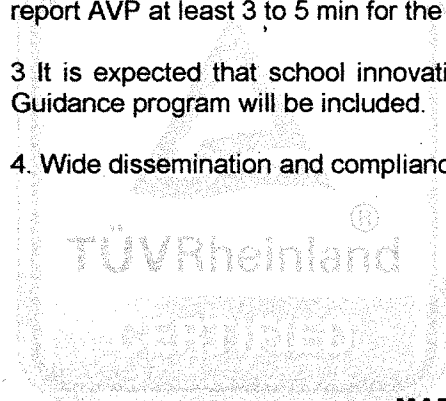 report AVP at least 3 to 5 min for the
3 It is expected that school innovati
Guidance program will be included.
4. Wide dissemination and complianc
®
TÜVRheinland
CERTIFIED